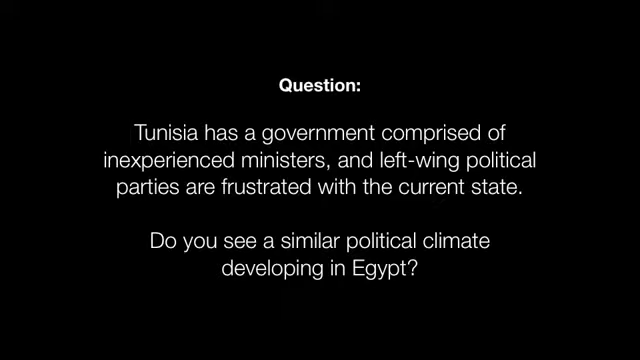 Question:
Tunisia has a government comprised of
inexperienced ministers, and left-wing political
parties are frustrated with the current state.
Do you see a similar political climate
developing in Egypt?